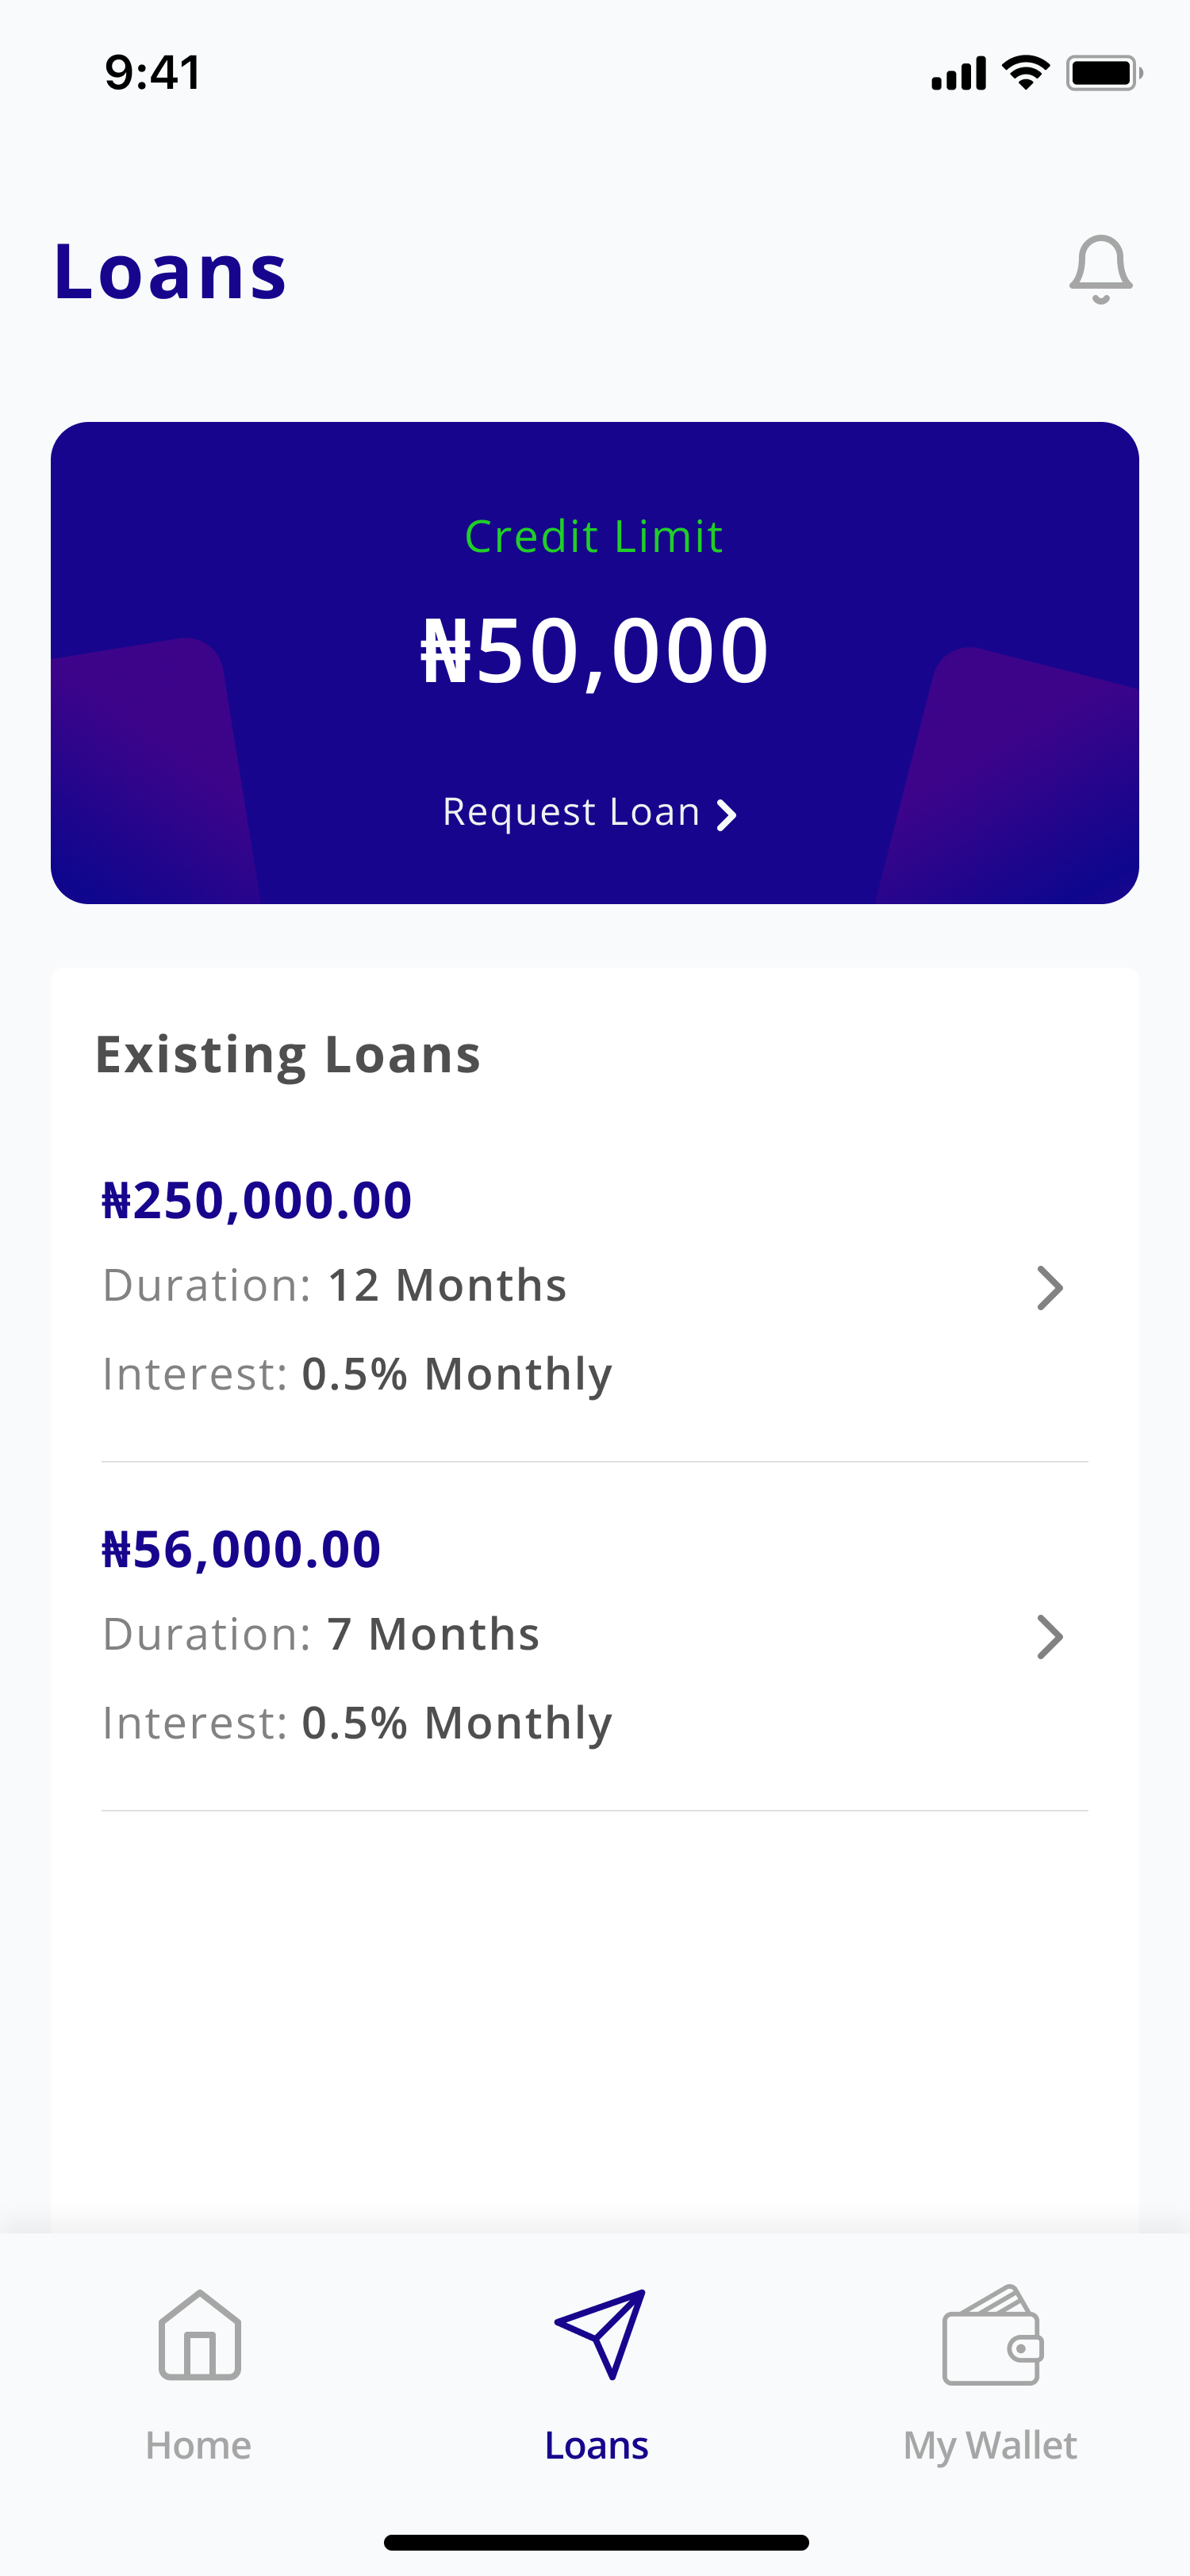 9:41
Loans
Credit Limit
₦50,000
Request Loan
Existing Loans
₦250,000.00
Duration: 12 Months
Interest: 0.5% Monthly
₦56,000.00
Duration: 7 Months
Interest: 0.5% Monthly
Home
Loans
My Wallet